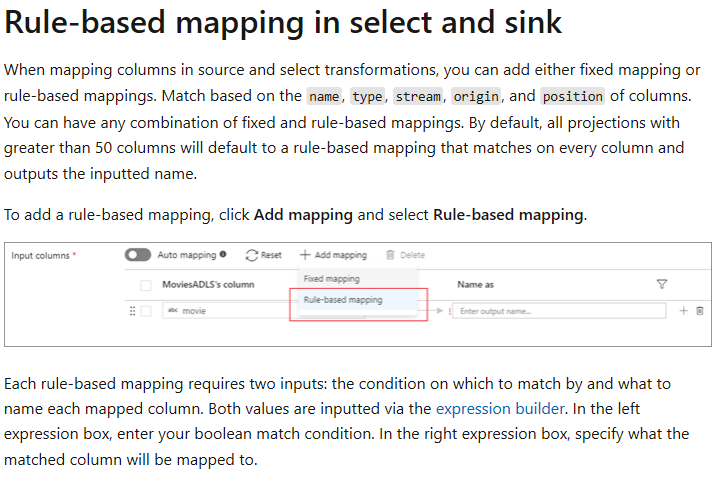 Rule-based mapping in select and sink
When mapping columns in source and select transformations, you can add either fixed mapping or
rule-based mappings. Match based on the name, type, stream, origin, and position of columns.
You can have any combination of fixed and rule-based mappings. By default, all projections with
greater than 50 columns will default to a rule-based mapping that matches on every column and
outputs the inputted name.
To add a rule-based mapping, click Add mapping and select Rule-based mapping.
Input columns * Auto mapping Reset + Add mapping Delete
Fixed mapping
MoviesADLS's column Name as
Rule-based mapping
abc movie ! Enter output name... +
Each rule-based mapping requires two inputs: the condition on which to match by and what to
name each mapped column. Both values are inputted via the expression builder. In the left
expression box, enter your boolean match condition. In the right expression box, specify what the
matched column will be mapped to.